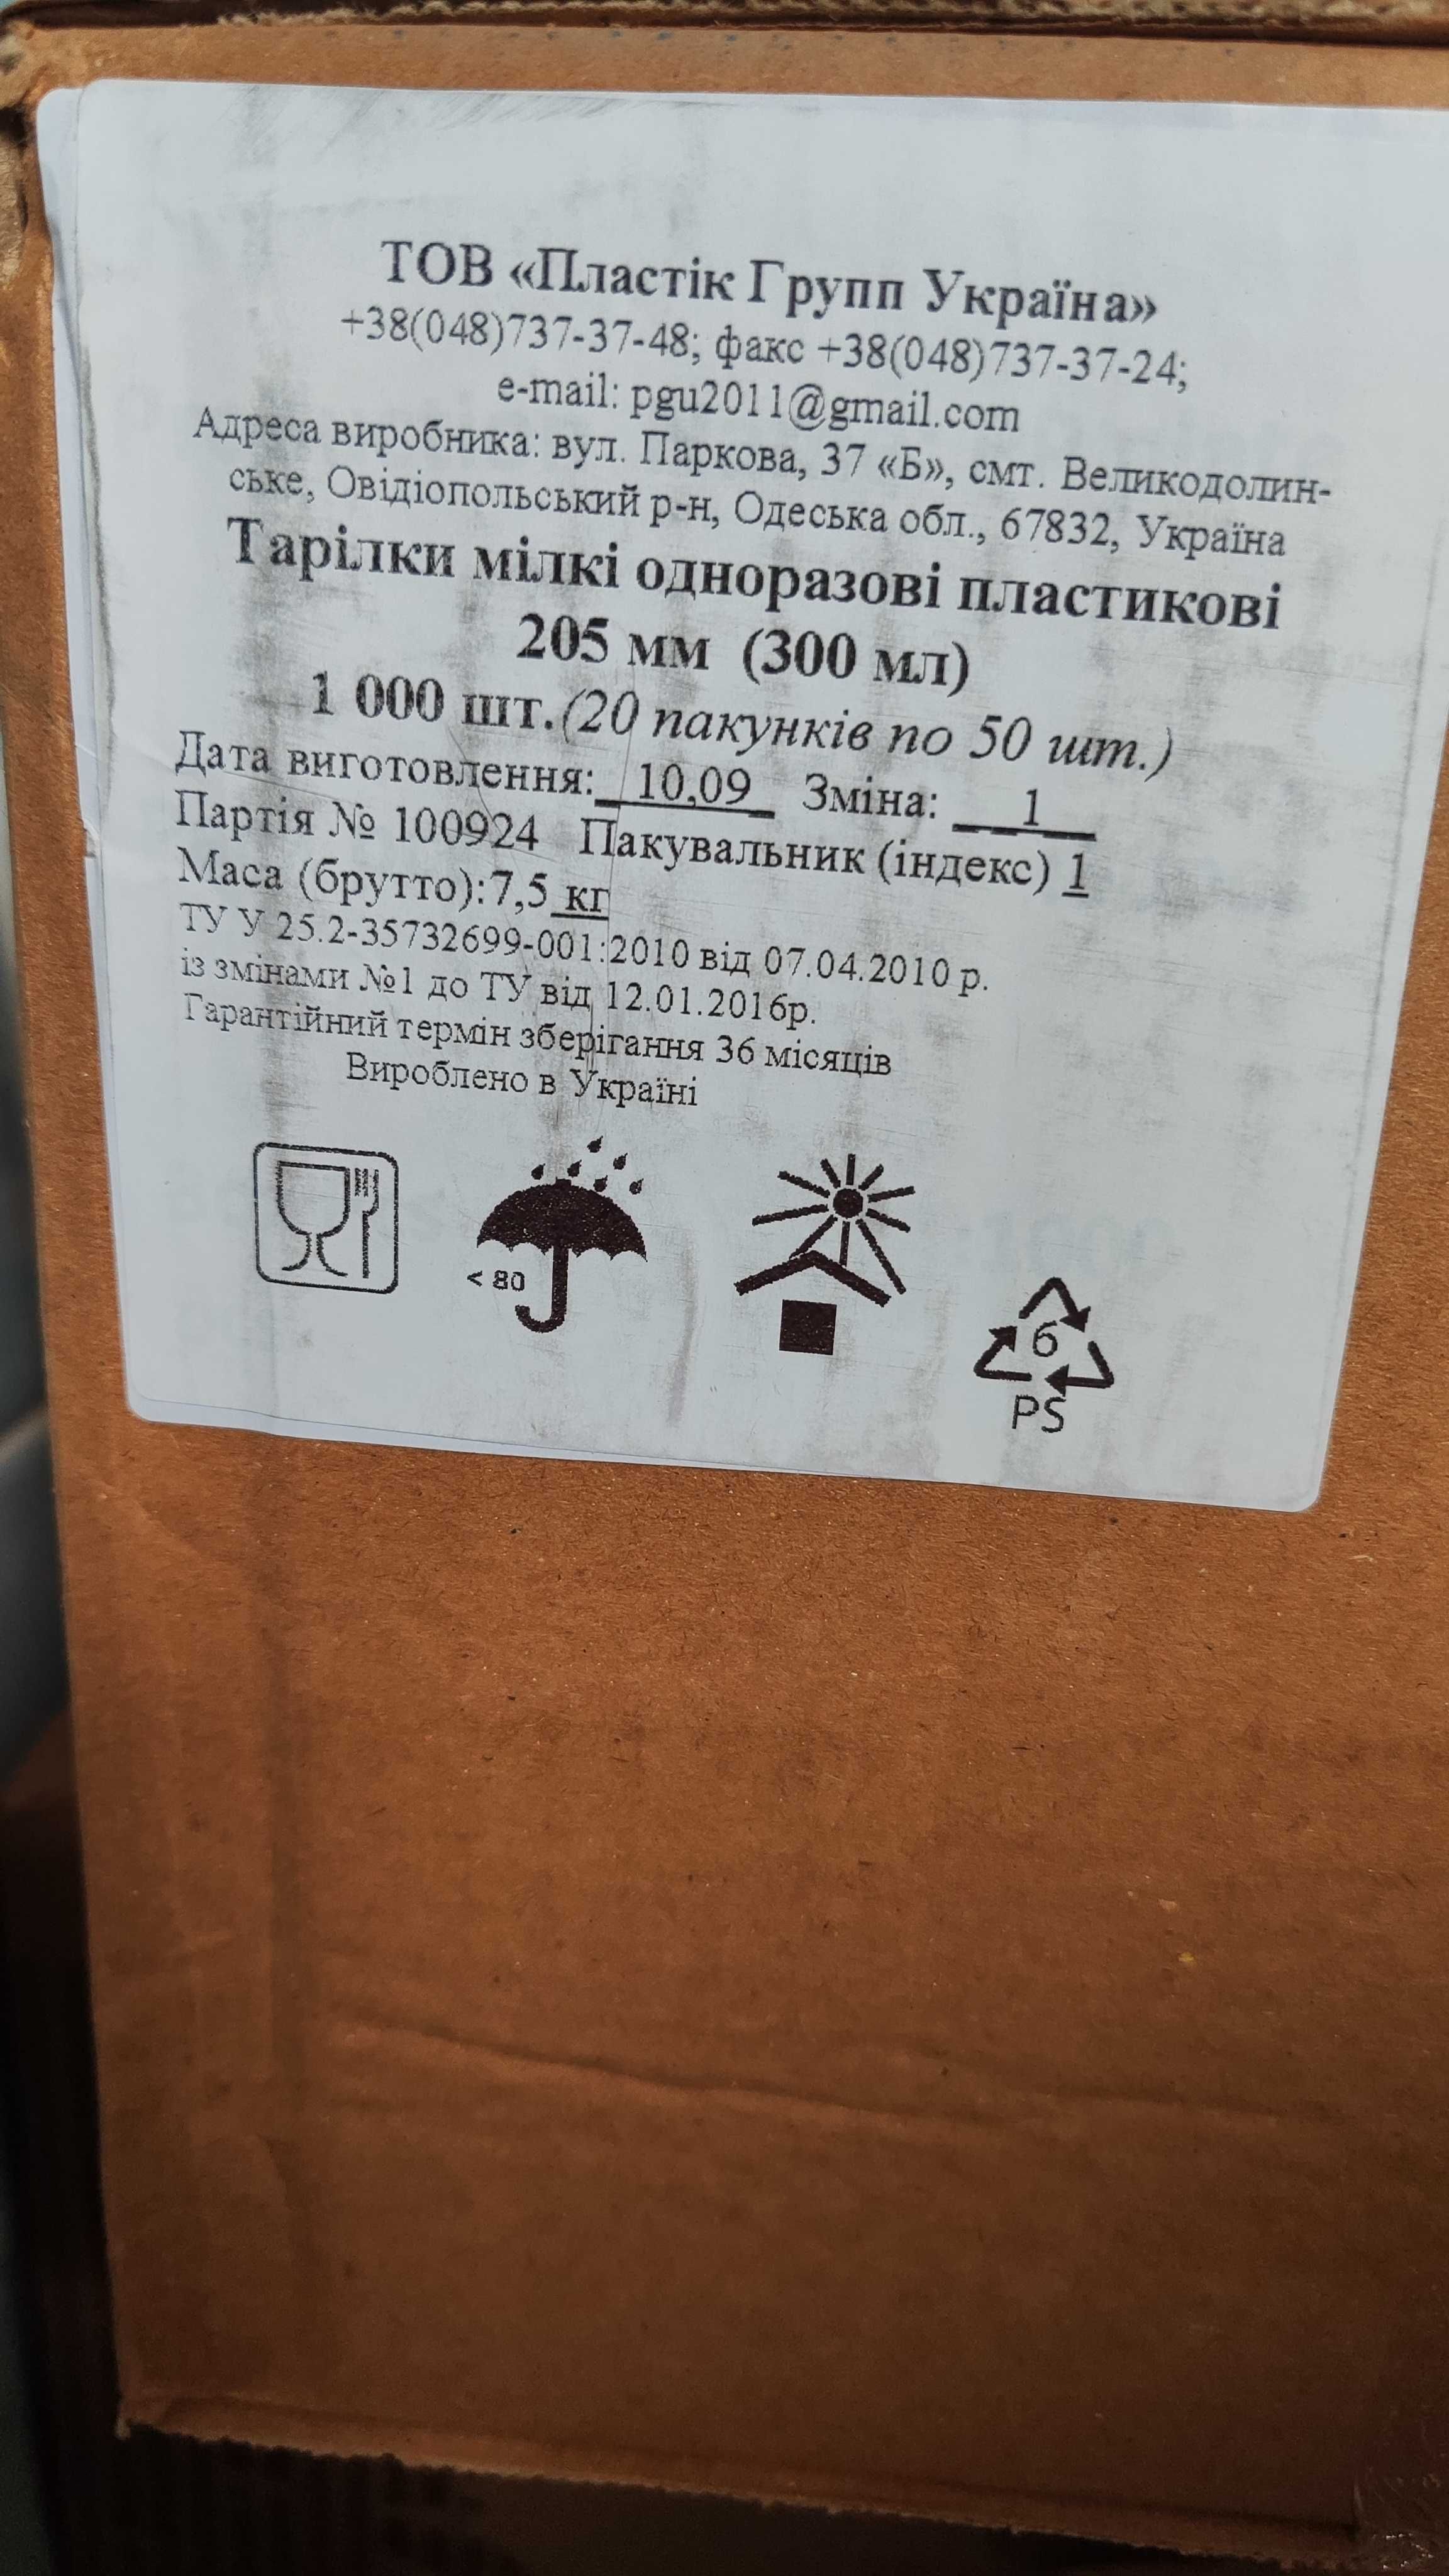 ТОВ «Пластік Групп Україна»
+38(048)737-37-48; факс +38(048)737-37-24;
e-mail: pgu2011@gmail.com
Адреса виробника: вул. Паркова, 37 «Б», смт. Великодолин-
ське, Овідіопольський р-н, Одеська обл., 67832, Україна
Тарілки мілкі одноразові пластикові
205 мм (300 мл)
1 000 шт. (20 пакунків по 50 шт.)
Дата виготовлення: 10,09 Зміна: 1
Партія № 100924 Пакувальник (індекс) 1
Маса (брутто):7,5 кг
ТУ У 25.2-35732699-001:2010 від 07.04.2010 р.
із змінами №1 до ТУ від 12.01.2016р.
Гарантійний термін зберігання 36 місяців
Вироблено в Україні
< 80
6
PS